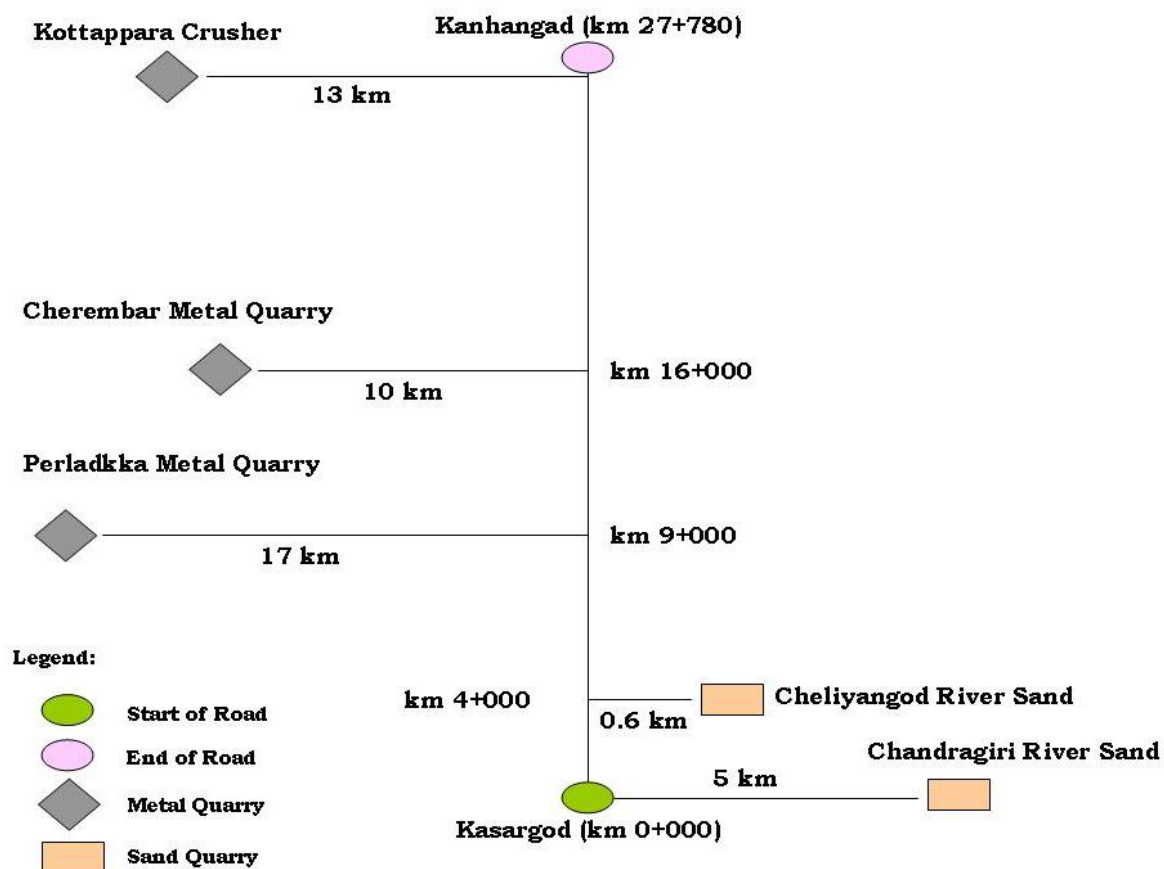 Kanhangad (km 27+780)
Kottappara Crusher
13 km
Cherembar Metal Quarry
km 16+000
10 km
Perladkka Metal Quarry
km 9+000
17 km
Legend:
Start of Road
End of Road
Metal Quarry
Sand Quarry
km 4+000
Cheliyangod River Sand
0.6 km
Chandragiri River Sand
5 km
Kasargod (km 0+000)